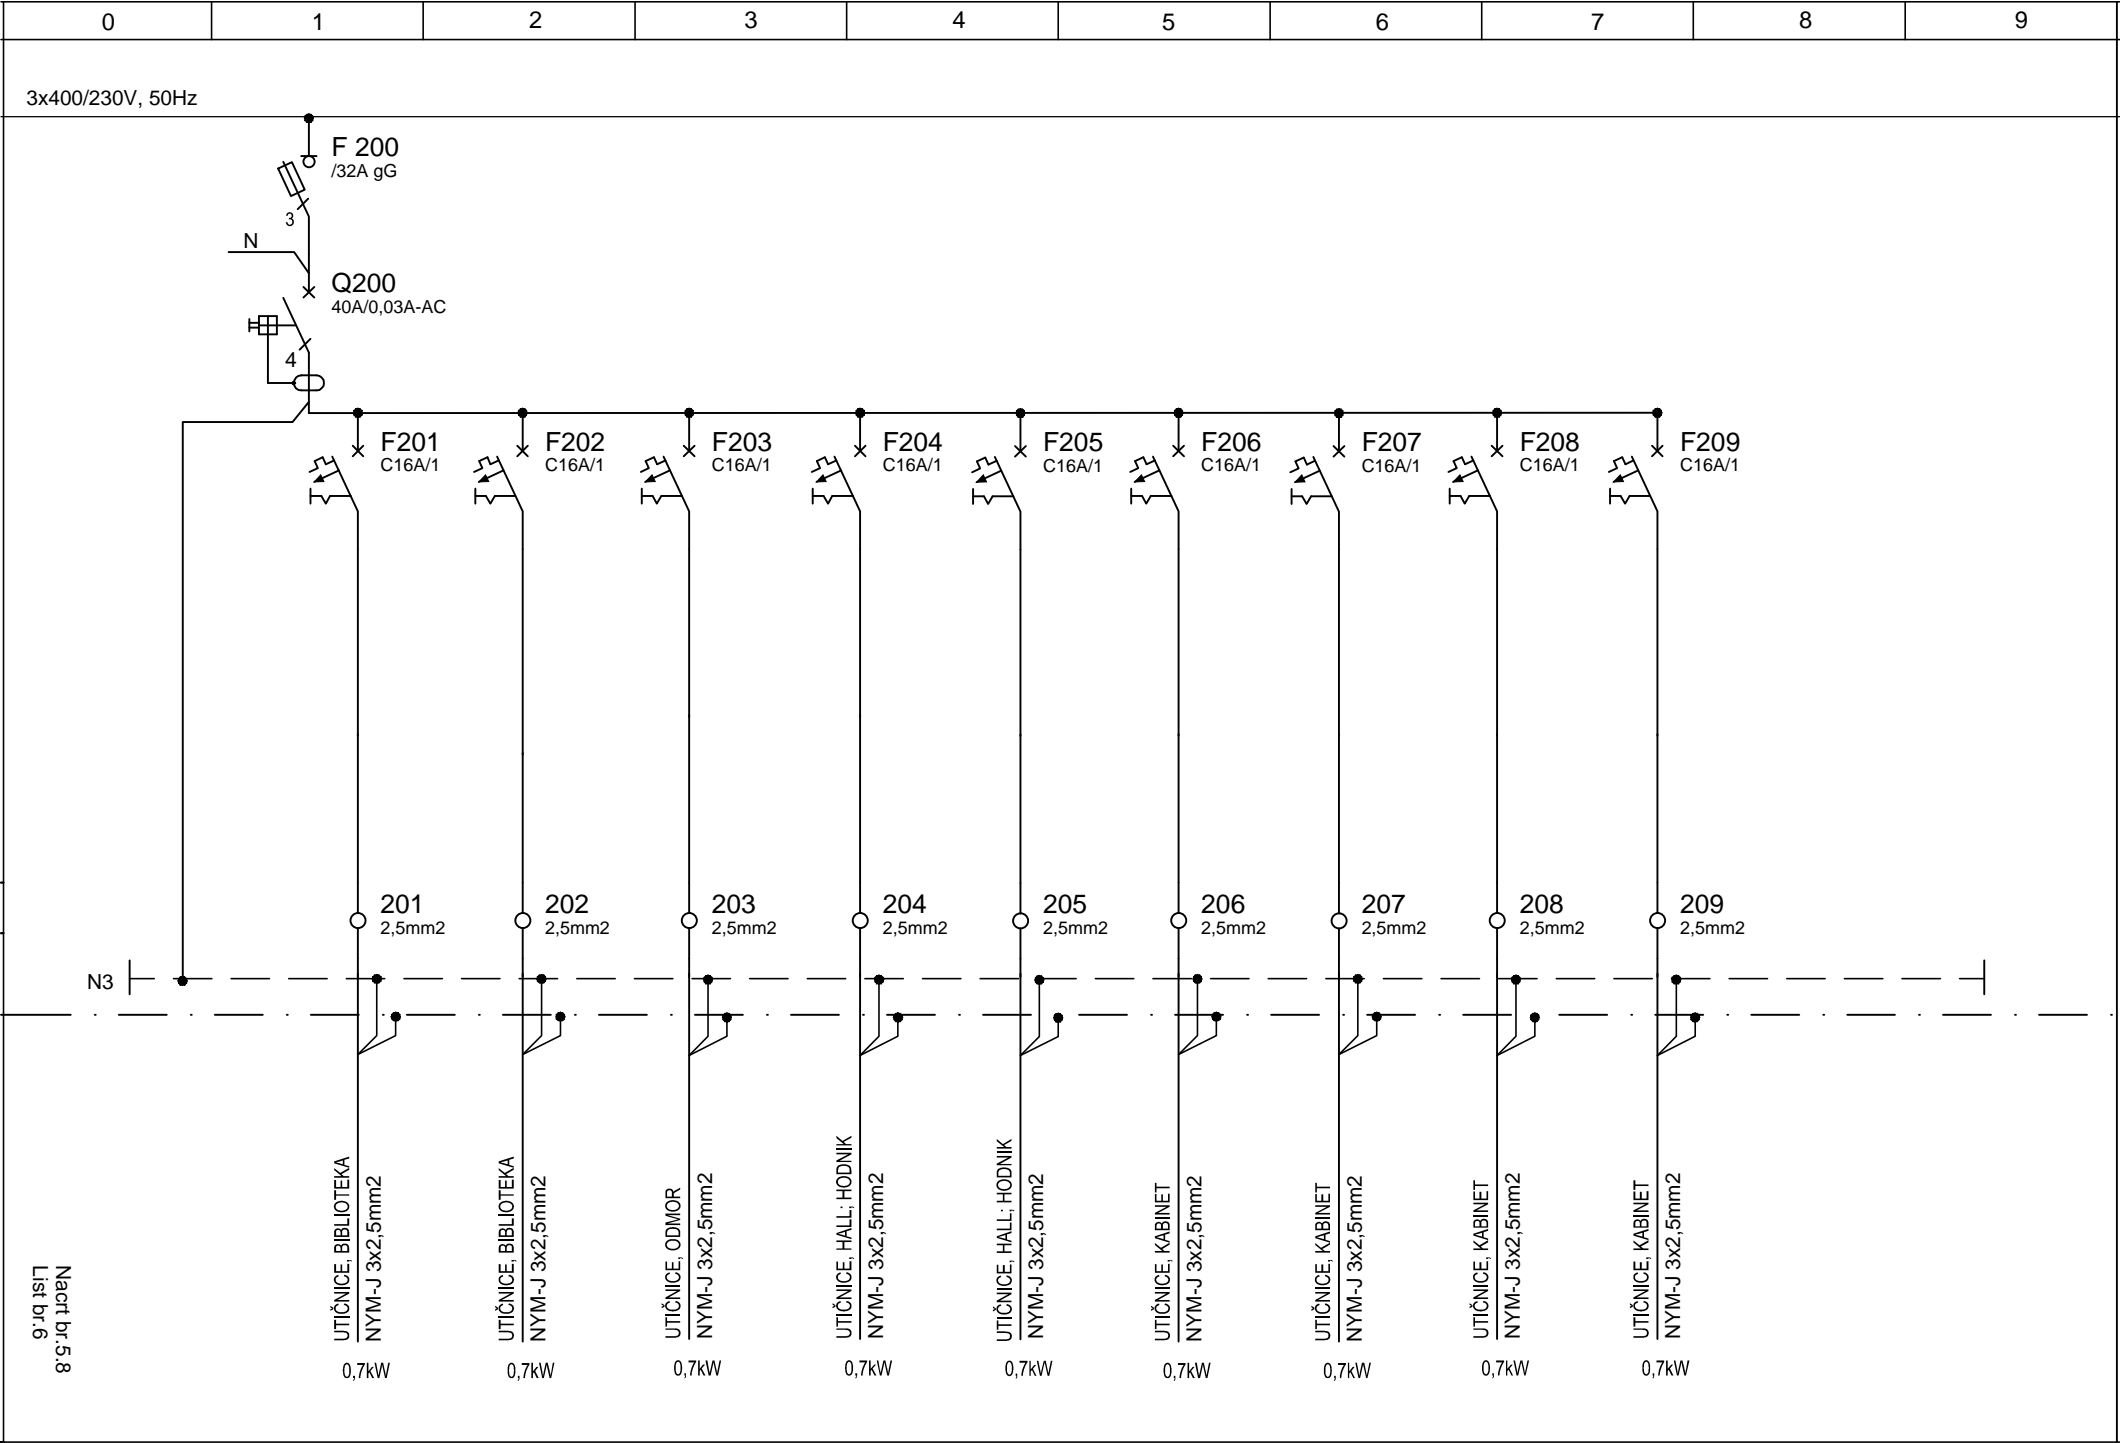 0 1 2 3 4 5 6 7 8 9
3x400/230V, 50Hz
F 200
/32A gG
3
N
Q200
40A/0,03A-AC
4
F201 F202 F203 F204 F205 F206 F207 F208 F209
C16A/1 C16A/1 C16A/1 C16A/1 C16A/1 C16A/1 C16A/1 C16A/1 C16A/1
201 202 203 204 205 206 207 208 209
2,5mm2 2,5mm2 2,5mm2 2,5mm2 2,5mm2 2,5mm2 2,5mm2 2,5mm2 2,5mm2
N3
UTIČNICE, BIBLIOTEKA
NYM-J 3x2,5mm2
UTIČNICE, BIBLIOTEKA
NYM-J 3x2,5mm2
UTIČNICE, ODMOR
NYM-J 3x2,5mm2
UTIČNICE, HALL; HODNIK
NYM-J 3x2,5mm2
UTIČNICE, HALL; HODNIK
NYM-J 3x2,5mm2
UTIČNICE, KABINET
NYM-J 3x2,5mm2
UTIČNICE, KABINET
NYM-J 3x2,5mm2
UTIČNICE, KABINET
NYM-J 3x2,5mm2
UTIČNICE, KABINET
NYM-J 3x2,5mm2
0,7kW 0,7kW 0,7kW 0,7kW 0,7kW 0,7kW 0,7kW 0,7kW 0,7kW
Nacrt br.5.8
List br.6